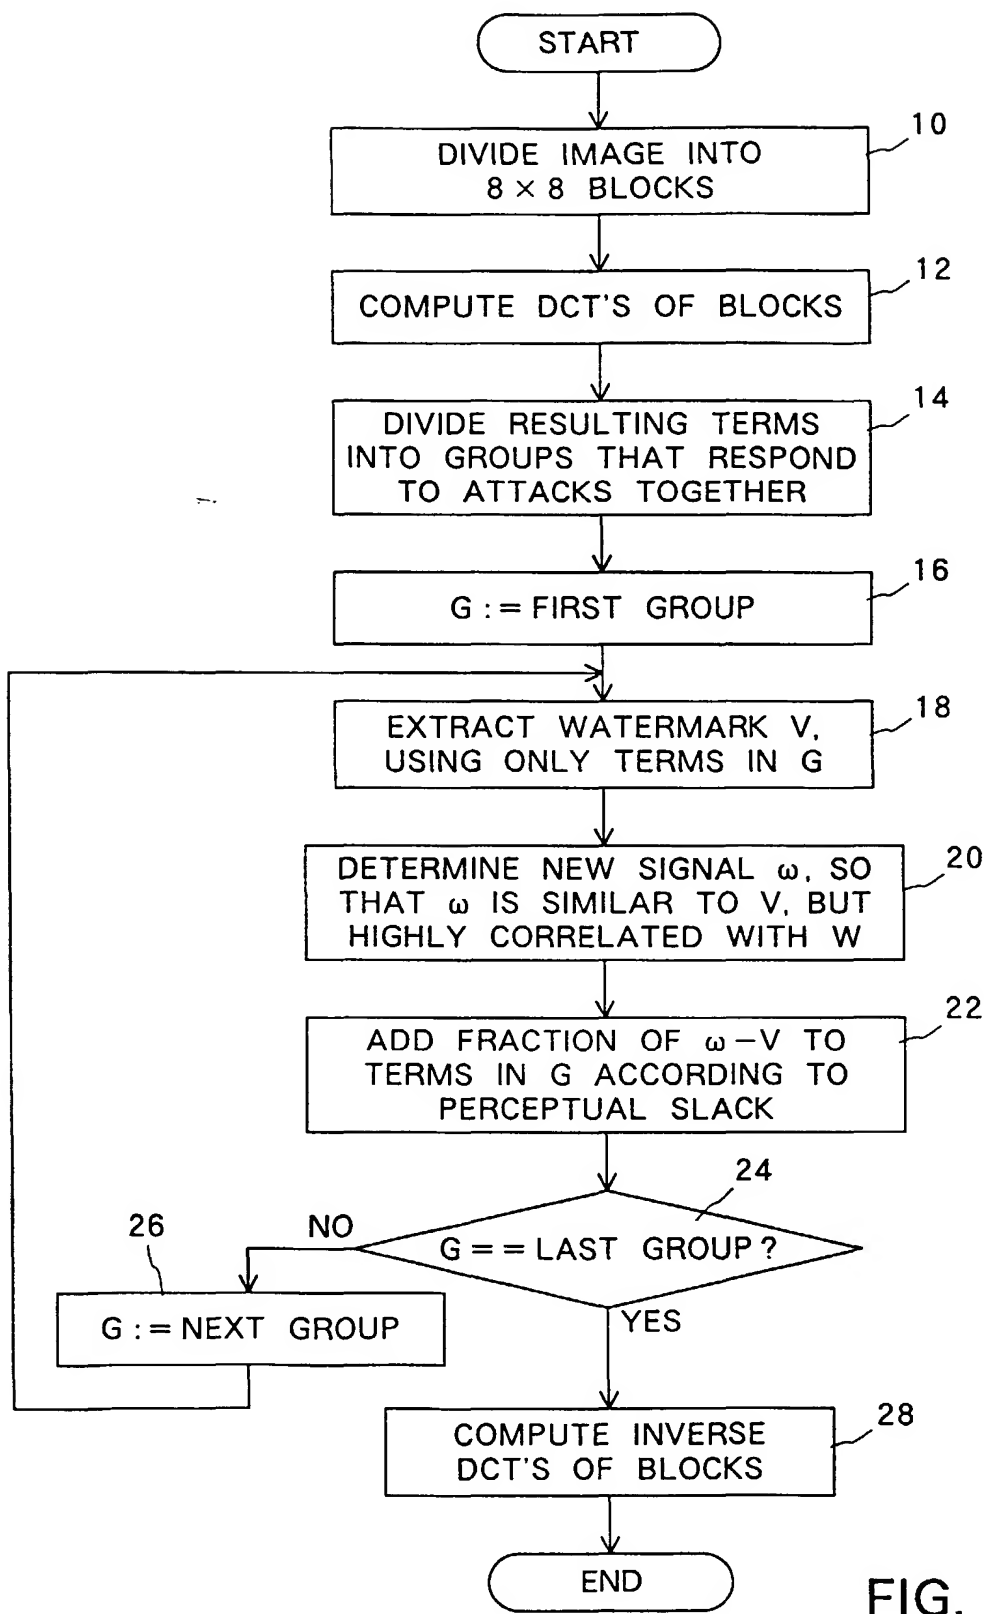 START
10
DIVIDE IMAGE INTO
8 × 8 BLOCKS
12
COMPUTE DCT'S OF BLOCKS
14
DIVIDE RESULTING TERMS
INTO GROUPS THAT RESPOND
TO ATTACKS TOGETHER
16
G := FIRST GROUP
18
EXTRACT WATERMARK V,
USING ONLY TERMS IN G
20
DETERMINE NEW SIGNAL ω, SO
THAT ω IS SIMILAR TO V, BUT
HIGHLY CORRELATED WITH W
22
ADD FRACTION OF ω−V TO
TERMS IN G ACCORDING TO
PERCEPTUAL SLACK
24
G == LAST GROUP?
NO
26
G := NEXT GROUP
YES
28
COMPUTE INVERSE
DCT'S OF BLOCKS
END
FIG.